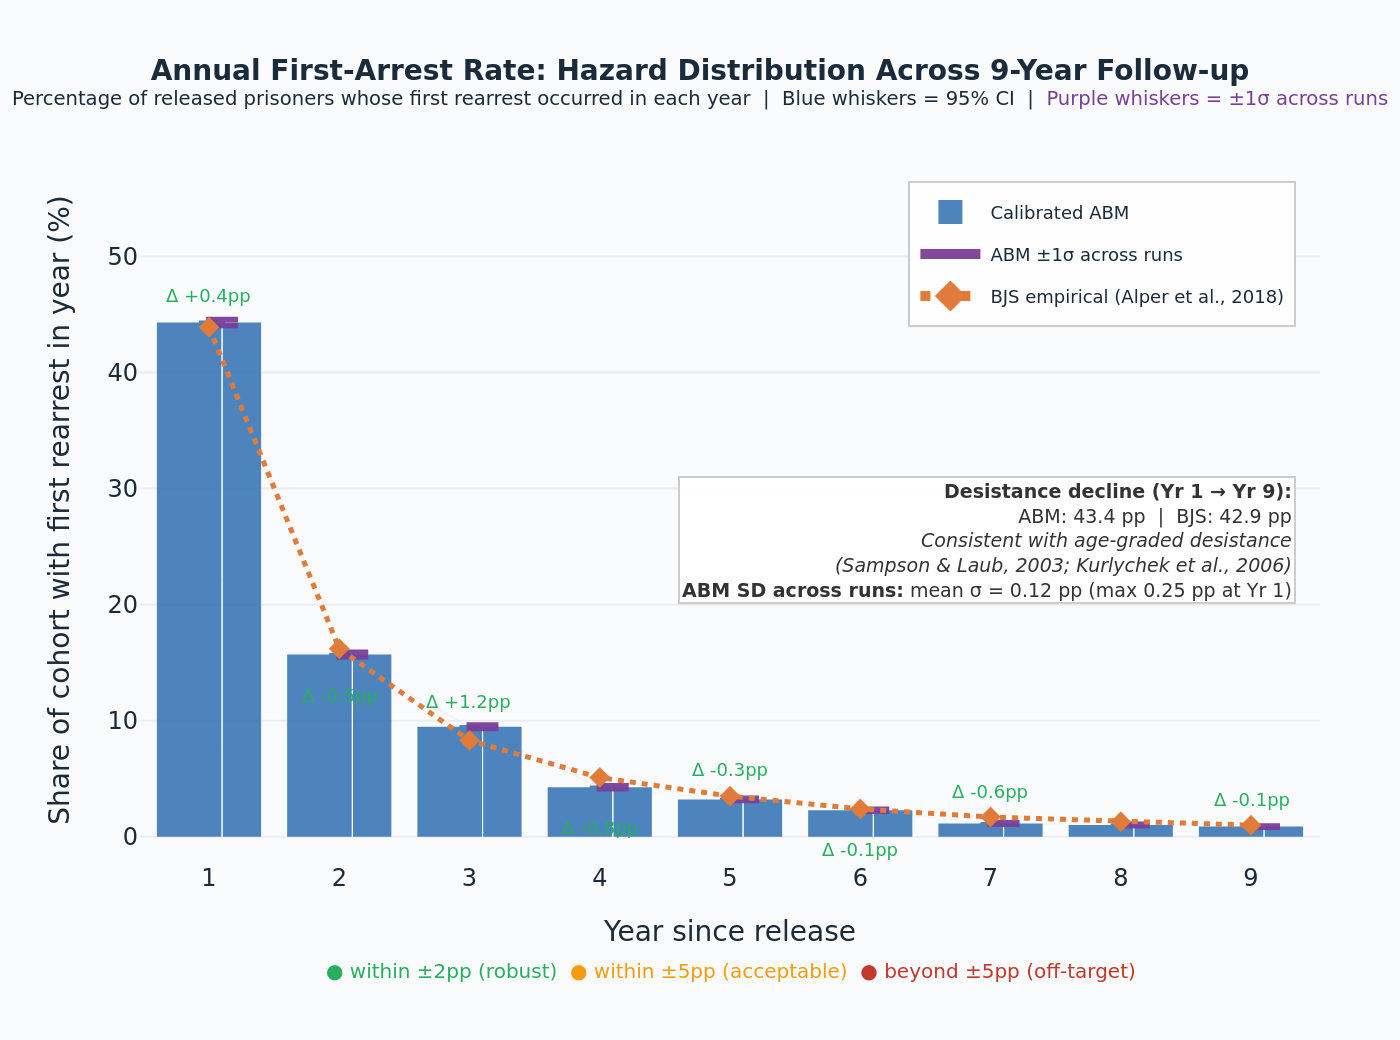 Annual First-Arrest Rate: Hazard Distribution Across 9-Year Follow-up
Percentage of released prisoners whose first rearrest occurred in each year | Blue whiskers = 95% CI | Purple whiskers = ±1σ across runs
Calibrated ABM
ABM ±1σ across runs
BJS empirical (Alper et al., 2018)
Share of cohort with first rearrest in year (%)
50
40
30
20
10
0
Δ +0.4pp
Δ -0.5pp
Δ +1.2pp
Δ -0.8pp
Δ -0.3pp
Δ -0.1pp
Δ -0.6pp
Δ -0.1pp
Desistance decline (Yr 1 → Yr 9):
ABM: 43.4 pp | BJS: 42.9 pp
Consistent with age-graded desistance
(Sampson & Laub, 2003; Kurlychek et al., 2006)
ABM SD across runs: mean σ = 0.12 pp (max 0.25 pp at Yr 1)
1 2 3 4 5 6 7 8 9
Year since release
● within ±2pp (robust) ● within ±5pp (acceptable) ● beyond ±5pp (off-target)